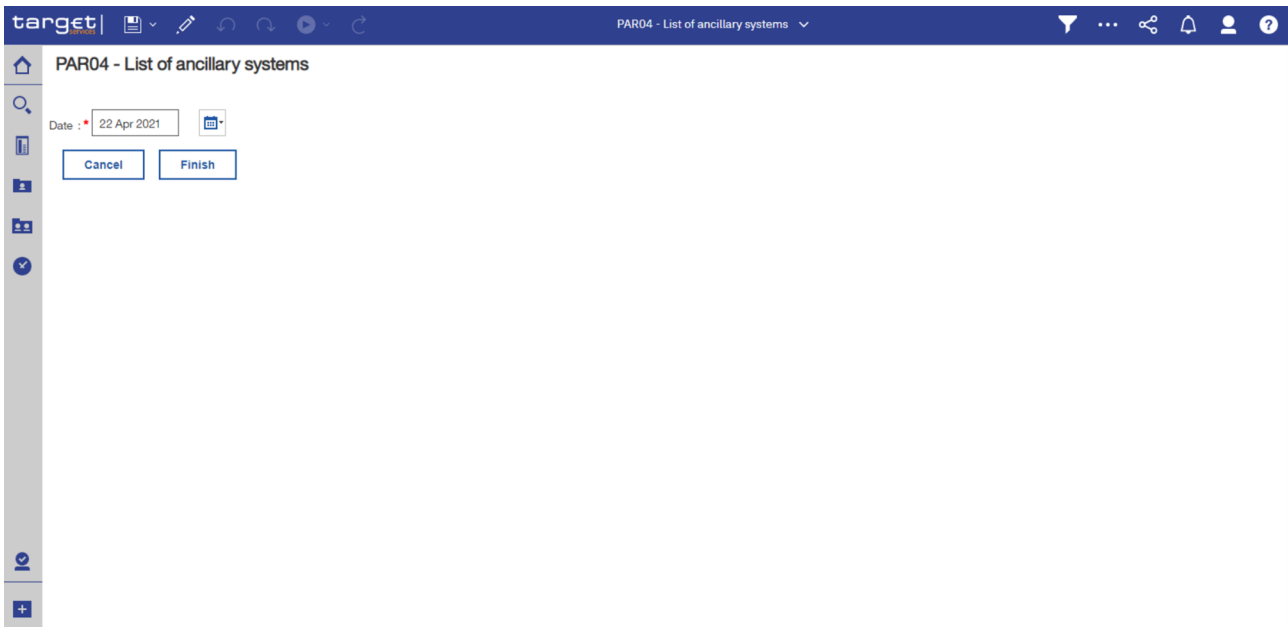 target|
services
PAR04 - List of ancillary systems
?
PAR04 - List of ancillary systems
Date :* 22 Apr 2021
Cancel Finish